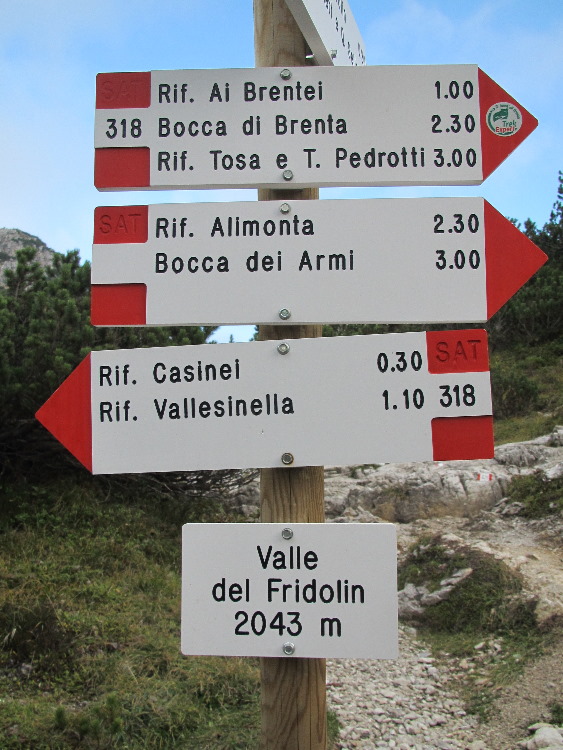 SAT Rif. Ai Brentei 1.00
318 Bocca di Brenta 2.30
Rif. Tosa e T. Pedrotti 3.00
Trek Expert
SAT Rif. Alimonta 2.30
Bocca dei Armi 3.00
Rif. Casinei 0.30 SAT
Rif. Vallesinella 1.10 318
Valle
del Fridolin
2043 m